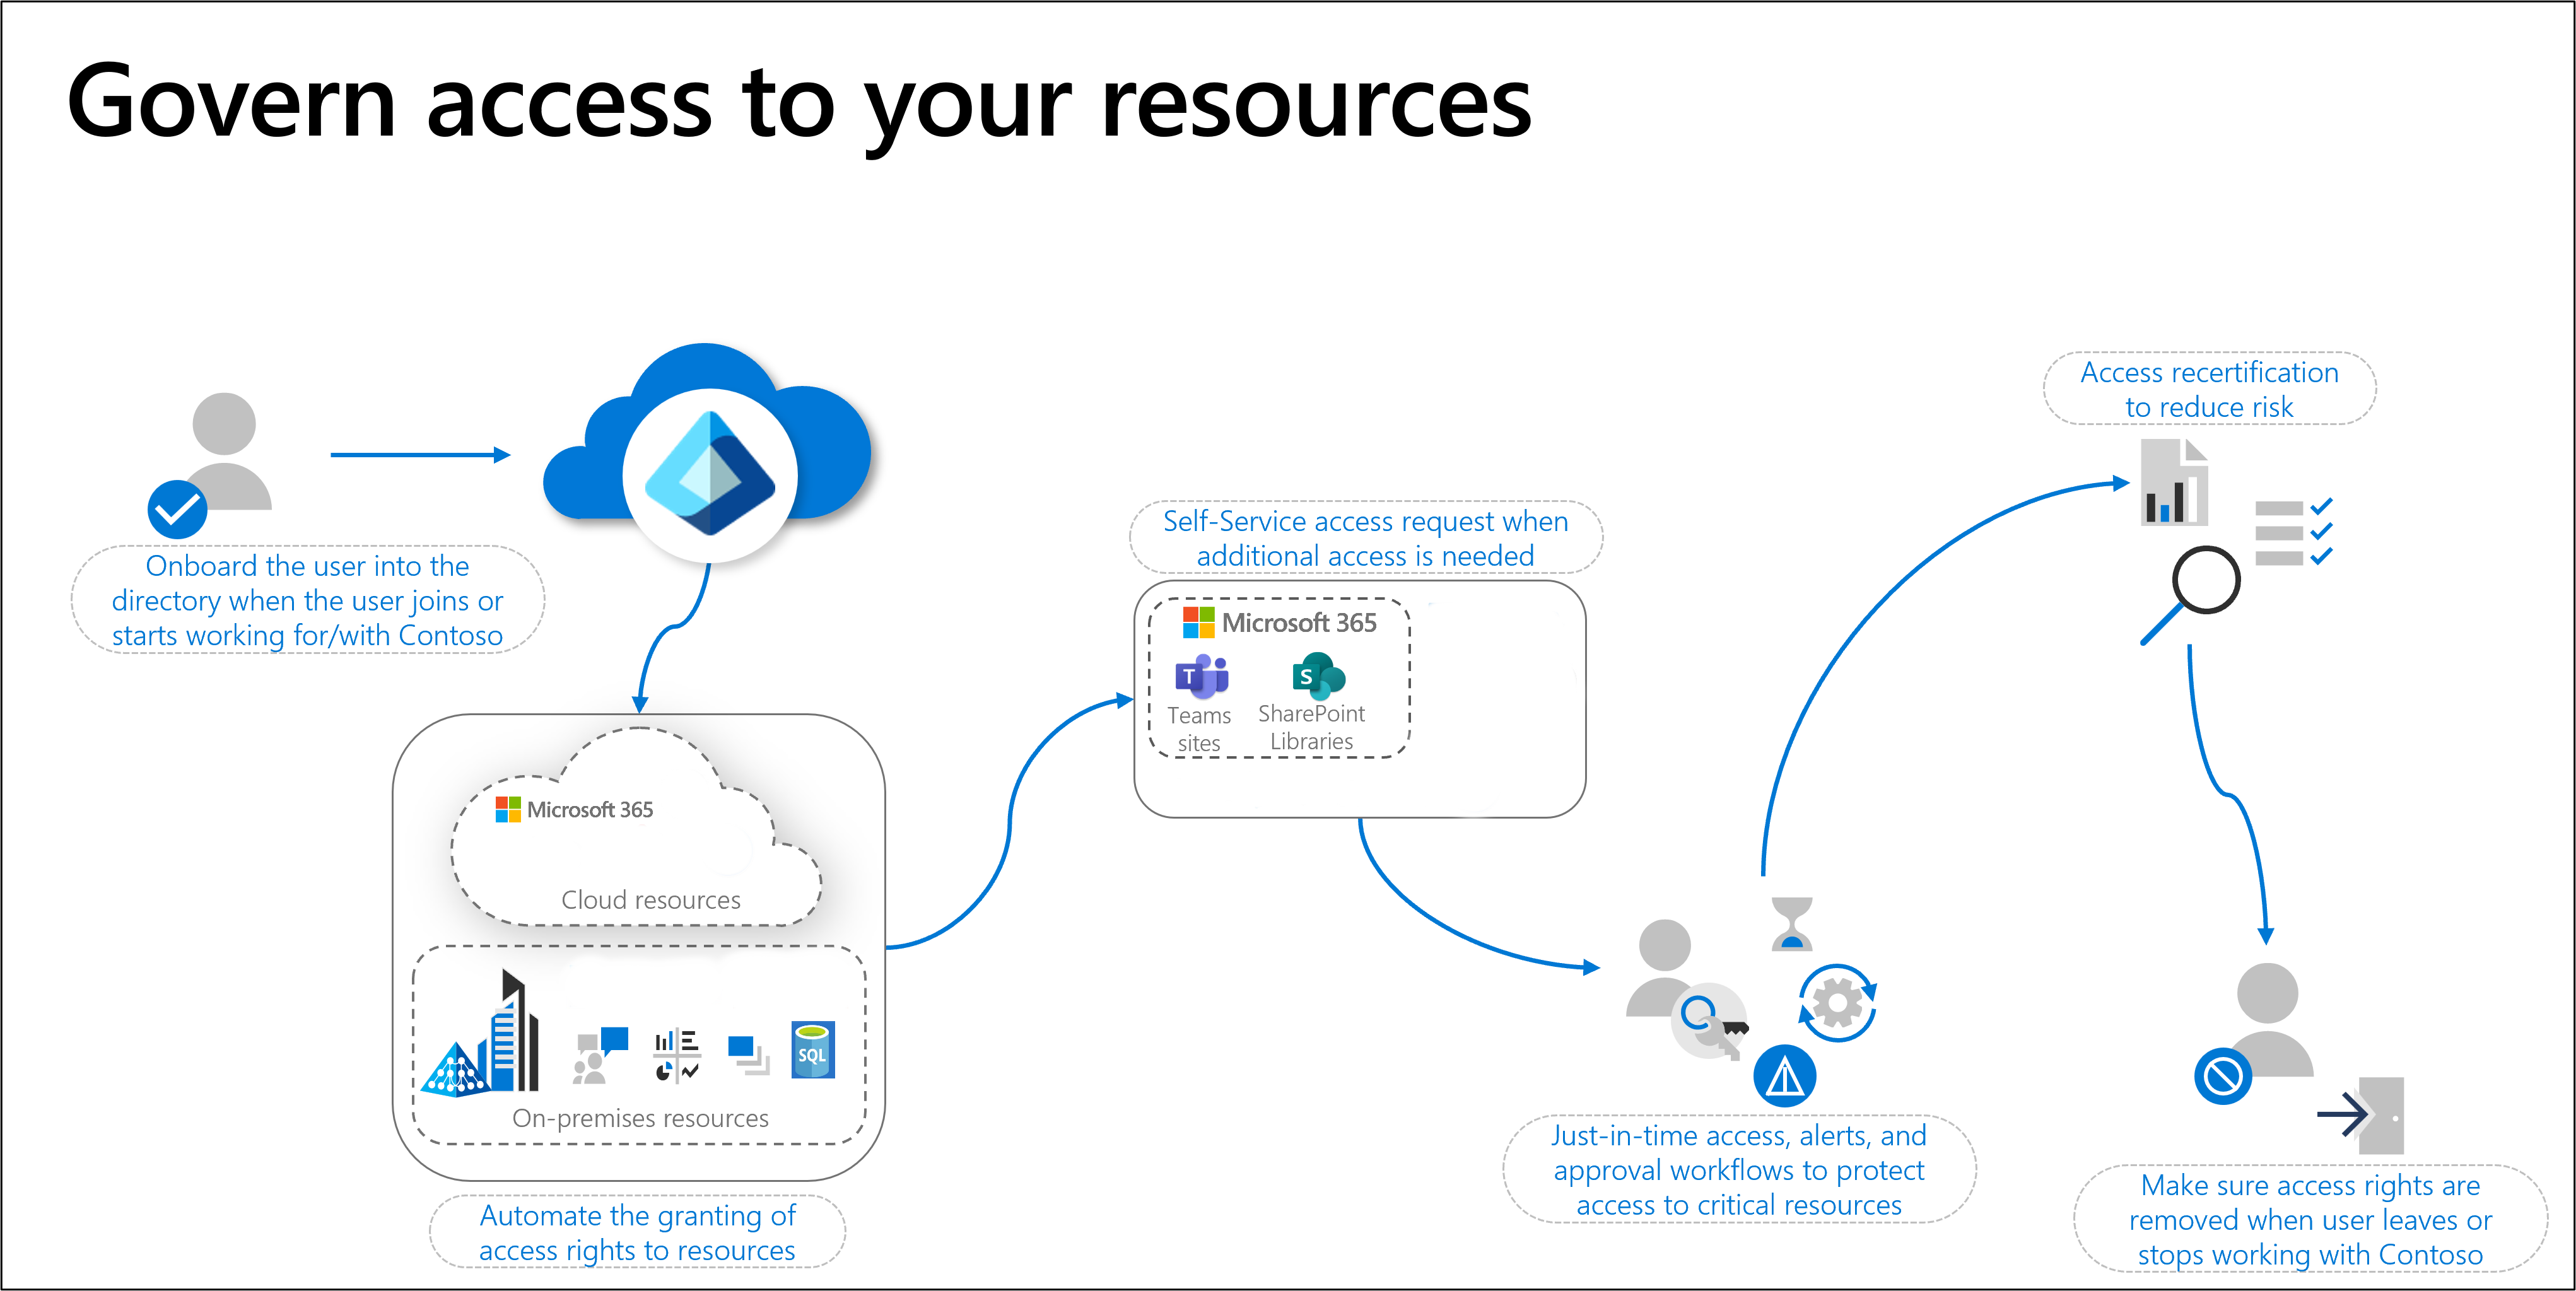 Govern access to your resources
Onboard the user into the
directory when the user joins or
starts working for/with Contoso
Microsoft 365
Cloud resources
SQL
On-premises resources
Automate the granting of
access rights to resources
Self-Service access request when
additional access is needed
Microsoft 365
T
S
Teams
sites
SharePoint
Libraries
Just-in-time access, alerts, and
approval workflows to protect
access to critical resources
Access recertification
to reduce risk
Make sure access rights are
removed when user leaves or
stops working with Contoso